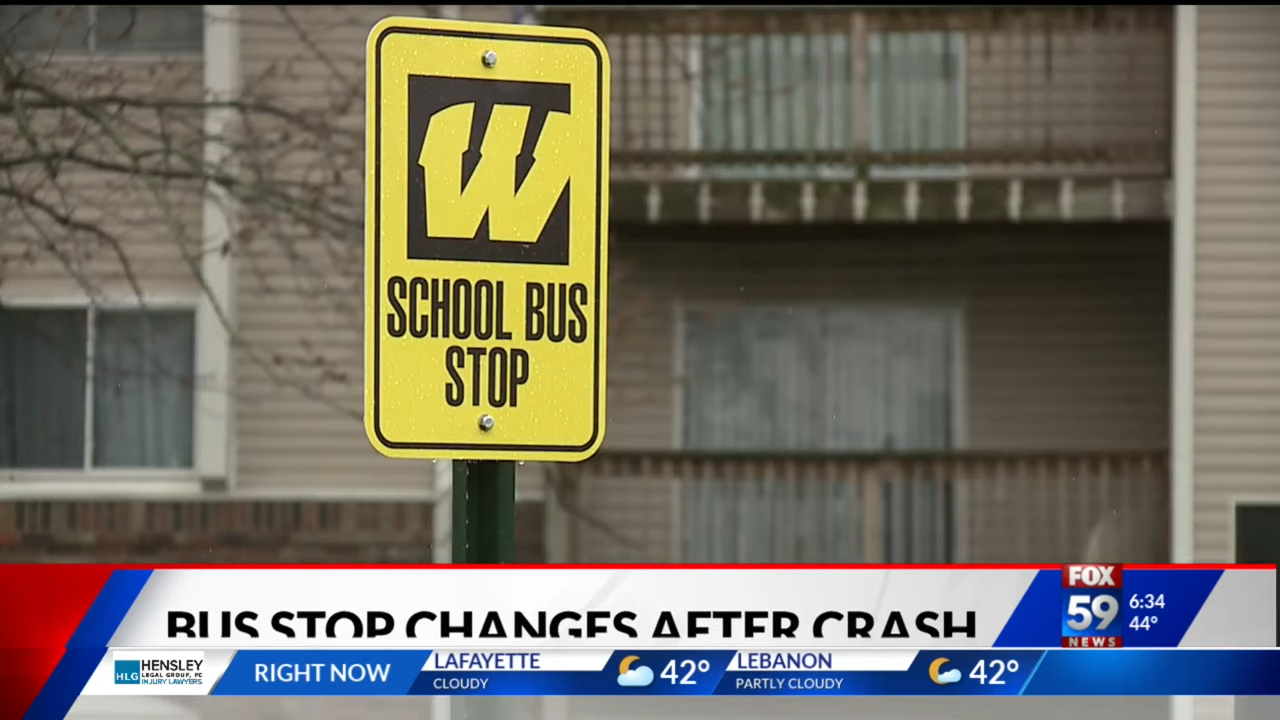 W
SCHOOL BUS
STOP
BUS STOP CHANGES AFTER CRASH
FOX
59
NEWS
6:34
44°
HLG
HENSLEY
LEGAL GROUP, PC
INJURY LAWYERS
RIGHT NOW
LAFAYETTE
CLOUDY
42°
LEBANON
PARTLY CLOUDY
42°